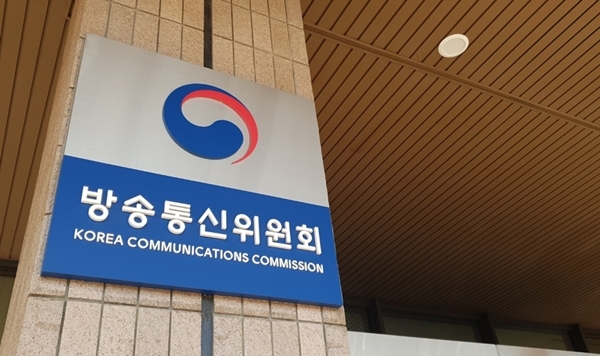 방송통신위원회
KOREA COMMUNICATIONS COMMISSION